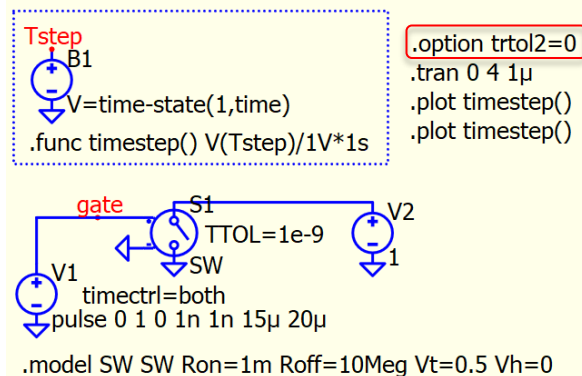 Tstep
B1
V=time-state(1,time)
.func timestep() V(Tstep)/1V*1s
.option trtol2=0
.tran 0 4 1µ
.plot timestep()
.plot timestep()
gate
S1
TTOL=1e-9
SW
V2
1
V1
timectrl=both
pulse 0 1 0 1n 1n 15µ 20µ
.model SW SW Ron=1m Roff=10Meg Vt=0.5 Vh=0